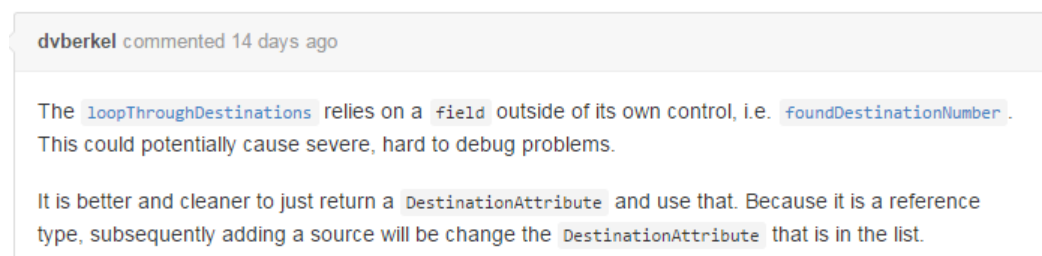 dvberkel commented 14 days ago
The loopThroughDestinations relies on a field outside of its own control, i.e. foundDestinationNumber.
This could potentially cause severe, hard to debug problems.
It is better and cleaner to just return a DestinationAttribute and use that. Because it is a reference
type, subsequently adding a source will be change the DestinationAttribute that is in the list.